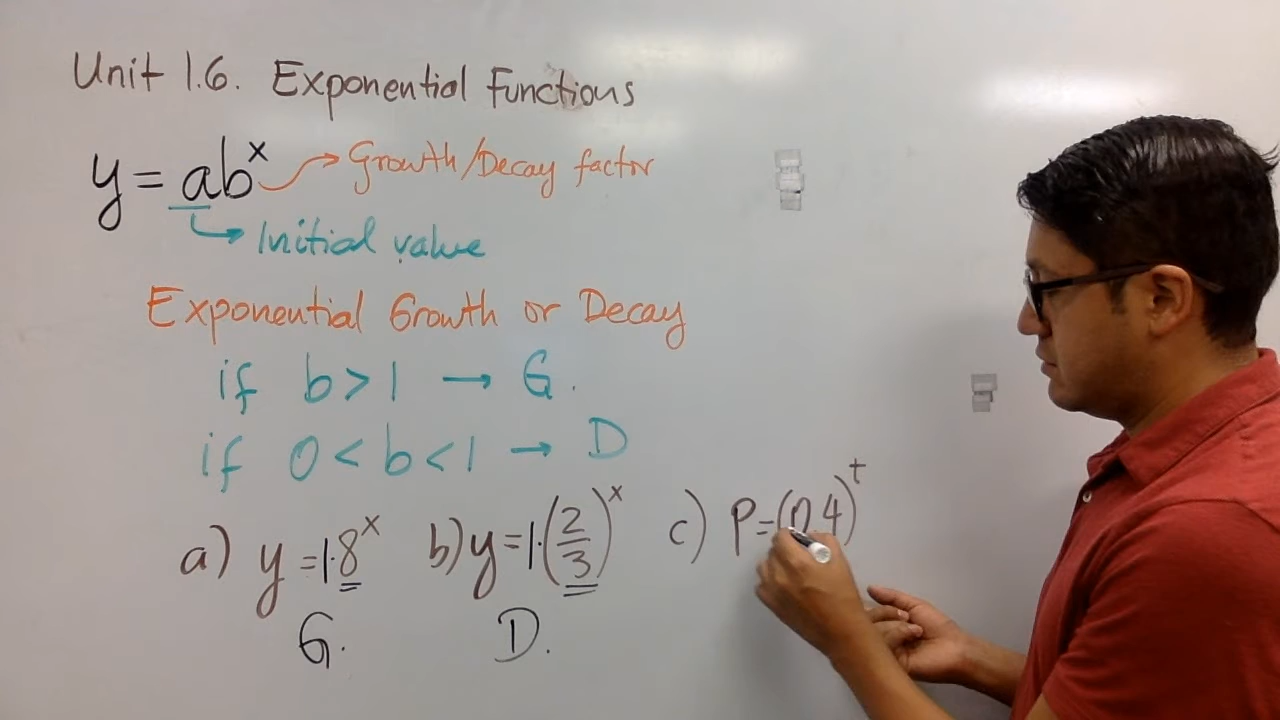 Unit 1.6. Exponential Functions
y = ab^x → Growth/Decay factor
→ Initial value
Exponential Growth or Decay
if b > 1 → G.
if 0 < b < 1 → D
a) y = 1·8^x b) y = 1·(2/3)^x c) P = (0.4)^t
G. D.